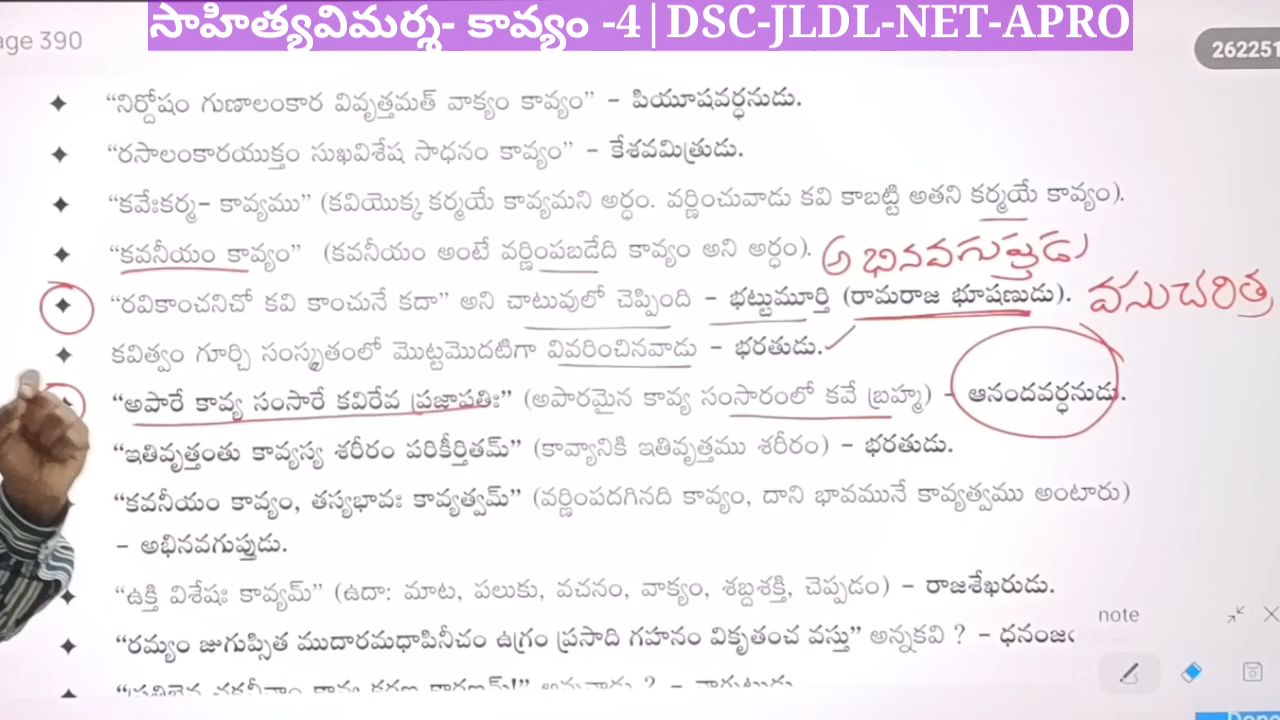 సాహిత్యవిమర్శ- కావ్యం -4|DSC-JLDL-NET-APRO
age 390
262251
“నిర్దోషం గుణాలంకార వివృత్తమత్ వాక్యం కావ్యం” – పియూషవర్ధనుడు.
“రసాలంకారయుక్తం సుఖవిశేష సాధనం కావ్యం” – కేశవమిత్రుడు.
“కవేఃకర్మ- కావ్యము” (కవియొక్క కర్మయే కావ్యమని అర్ధం. వర్ణించువాడు కవి కాబట్టి అతని కర్మయే కావ్యం).
“కవనీయం కావ్యం” (కవనీయం అంటే వర్ణింపబడేది కావ్యం అని అర్ధం). అభినవగుప్తుడు
“రవికాంచనిచో కవి కాంచునే కదా” అని చాటువులో చెప్పింది – భట్టుమూర్తి (రామరాజ భూషణుడు). వసుచరిత్ర
కవిత్వం గూర్చి సంస్కృతంలో మొట్టమొదటిగా వివరించినవాడు – భరతుడు.
“అపారే కావ్య సంసారే కవిరేవ ప్రజాపతిః” (అపారమైన కావ్య సంసారంలో కవే బ్రహ్మ) – ఆనందవర్ధనుడు.
“ఇతివృత్తంతు కావ్యస్య శరీరం పరికీర్తితమ్” (కావ్యానికి ఇతివృత్తము శరీరం) – భరతుడు.
“కవనీయం కావ్యం, తస్యభావః కావ్యత్వమ్” (వర్ణింపదగినది కావ్యం, దాని భావమునే కావ్యత్వము అంటారు)
– అభినవగుప్తుడు.
“ఉక్తి విశేషః కావ్యమ్” (ఉదా: మాట, పలుకు, వచనం, వాక్యం, శబ్దశక్తి, చెప్పడం) – రాజశేఖరుడు.
note
“రమ్యం జుగుప్సిత ముదారమధాపినీచం ఉగ్రం ప్రసాది గహనం వికృతంచ వస్తు” అన్నకవి ? – ధనంజ